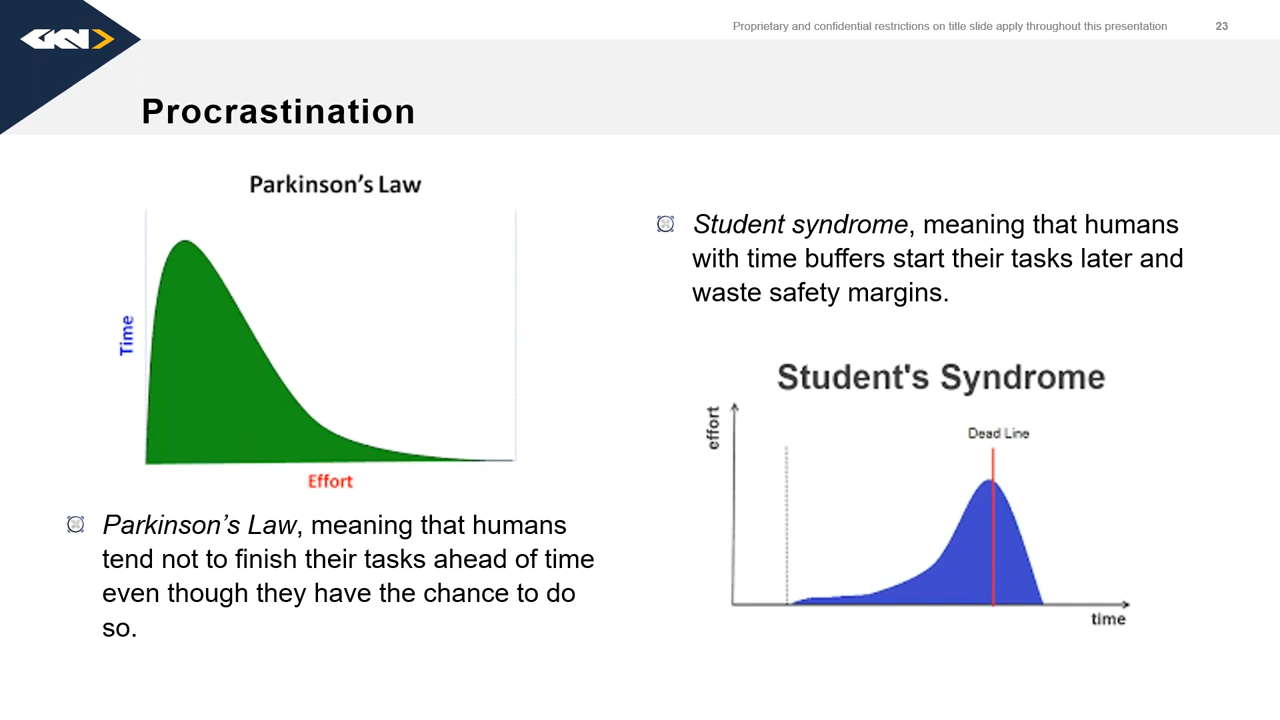 Proprietary and confidential restrictions on title slide apply throughout this presentation 23
GKN
Procrastination
Parkinson's Law
Time
Effort
Parkinson’s Law, meaning that humans
tend not to finish their tasks ahead of time
even though they have the chance to do
so.
Student syndrome, meaning that humans
with time buffers start their tasks later and
waste safety margins.
Student's Syndrome
effort
Dead Line
time